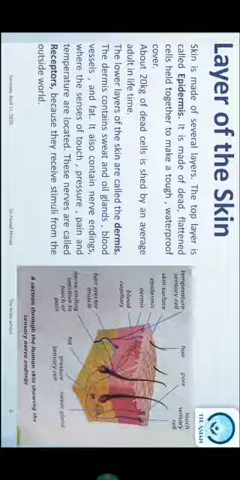 Layer of the Skin
Skin is made of several layers. The top layer is
called Epidermis. It is made of dead, flattened
cells held together to make a tough, waterproof
cover.
About 20kg of dead cells is shed by an average
adult in life time.
The lower layers of the skin are called the dermis.
The dermis contains sweat and oil glands, blood
vessels, and fat. It also contain nerve endings,
where the senses of touch, pressure, pain and
temperature are located. These nerves are called
Receptors, because they receive stimuli from the
outside world.
temperature
sensory cell
skin surface
epidermis
dermis
blood
capillary
hair erector
muscle
nerve ending
sensitive to
touch or
pain
hair
pore
touch
sensory
cell
fat
pressure
sensory cell
sweat gland
A section through the human skin showing the
sensory nerve endings